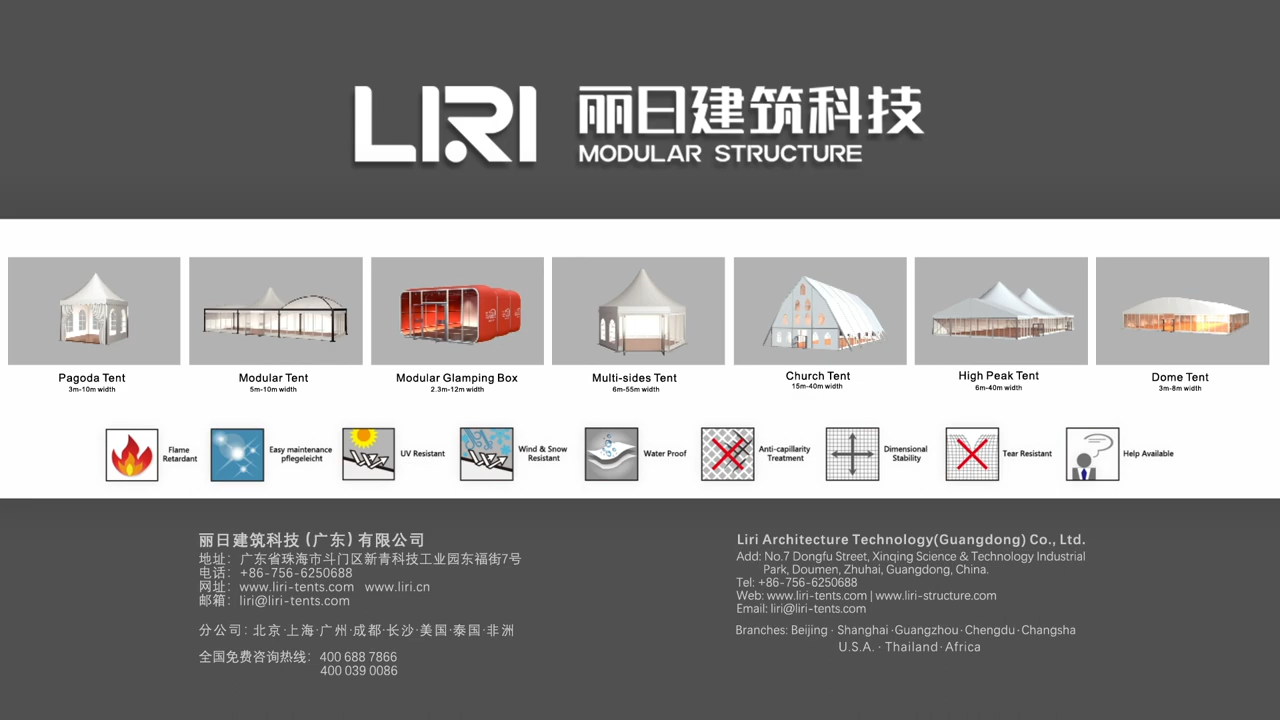 LIRI
丽日建筑科技
MODULAR STRUCTURE
Pagoda Tent
3m-10m width
Modular Tent
5m-10m width
Modular Glamping Box
2.3m-12m width
Multi-sides Tent
6m-55m width
Church Tent
15m-40m width
High Peak Tent
6m-40m width
Dome Tent
3m-8m width
Flame
Retardant
Easy maintenance
pflegeleicht
UV Resistant
Wind & Snow
Resistant
Water Proof
Anti-capillarity
Treatment
Dimensional
Stability
Tear Resistant
Help Available
丽日建筑科技(广东)有限公司
地址：广东省珠海市斗门区新青科技工业园东福街7号
电话：+86-756-6250688
网址：www.liri-tents.com www.liri.cn
邮箱：liri@liri-tents.com
分公司：北京·上海·广州·成都·长沙·美国·泰国·非洲
全国免费咨询热线：400 688 7866
400 039 0086
Liri Architecture Technology(Guangdong) Co., Ltd.
Add: No.7 Dongfu Street, Xinqing Science & Technology Industrial
Park, Doumen, Zhuhai, Guangdong, China.
Tel: +86-756-6250688
Web: www.liri-tents.com | www.liri-structure.com
Email: liri@liri-tents.com
Branches: Beijing · Shanghai · Guangzhou · Chengdu · Changsha
U.S.A. · Thailand · Africa